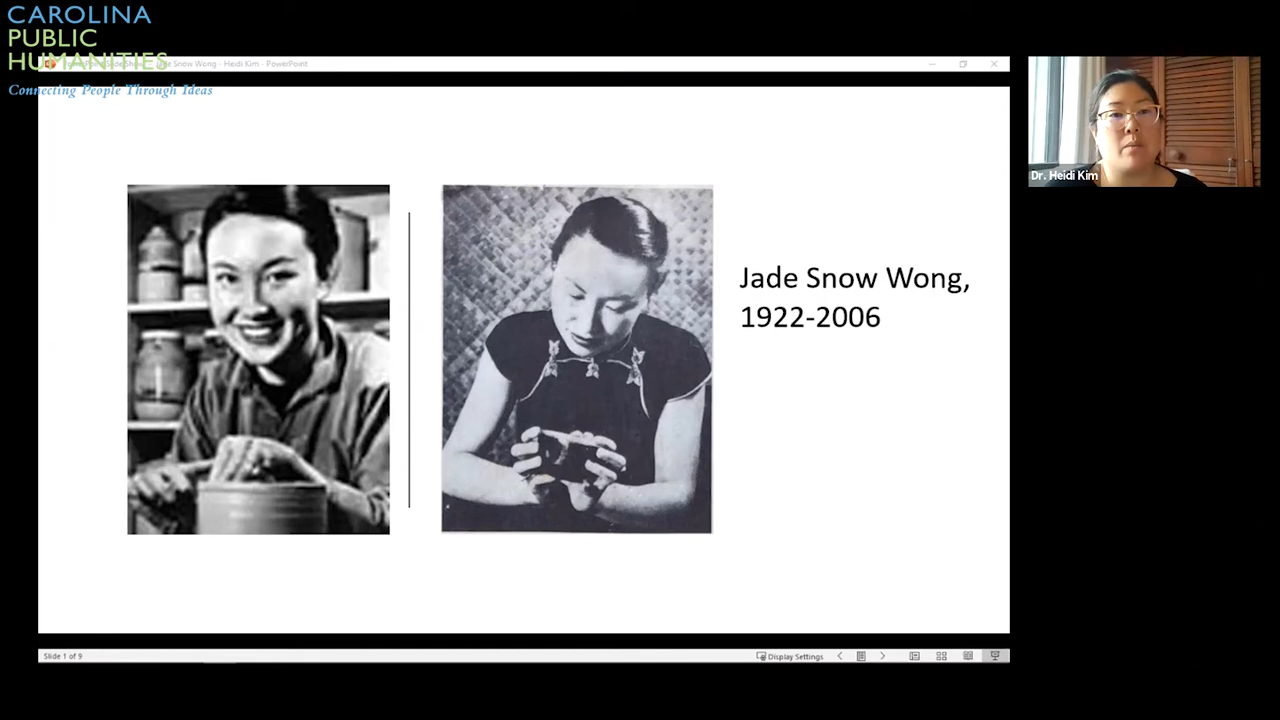 CAROLINA
PUBLIC
HUMANITIES
Connecting People Through Ideas
Jade Snow Wong - Heidi Kim - PowerPoint
Dr. Heidi Kim
Jade Snow Wong,
1922-2006
Slide 1 of 9
Display Settings